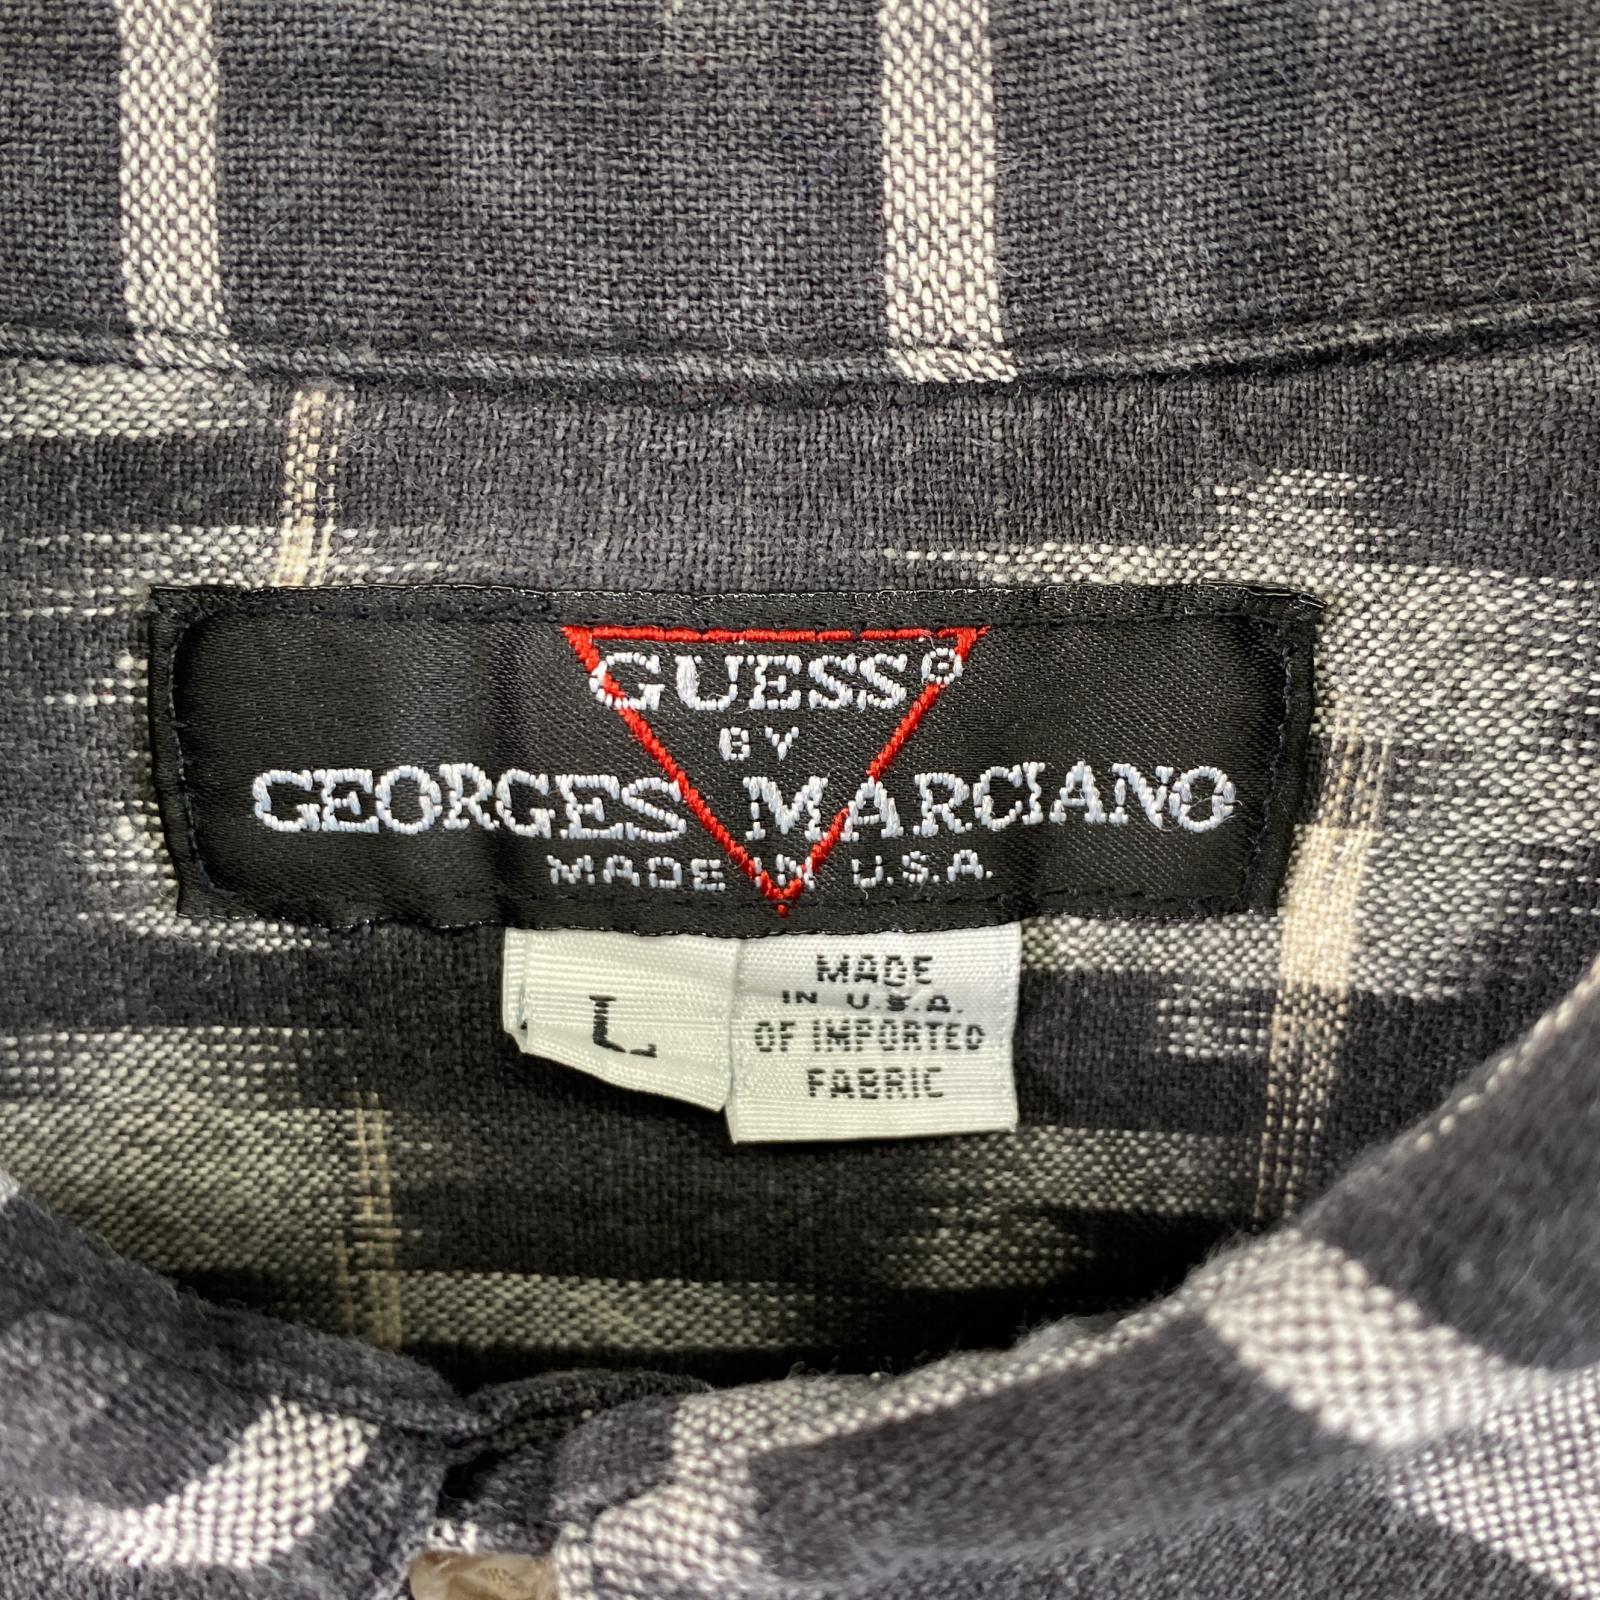 GUESS®
BY
GEORGES MARCIANO
MADE IN U.S.A.
L
MADE
IN U.S.A.
OF IMPORTED
FABRIC